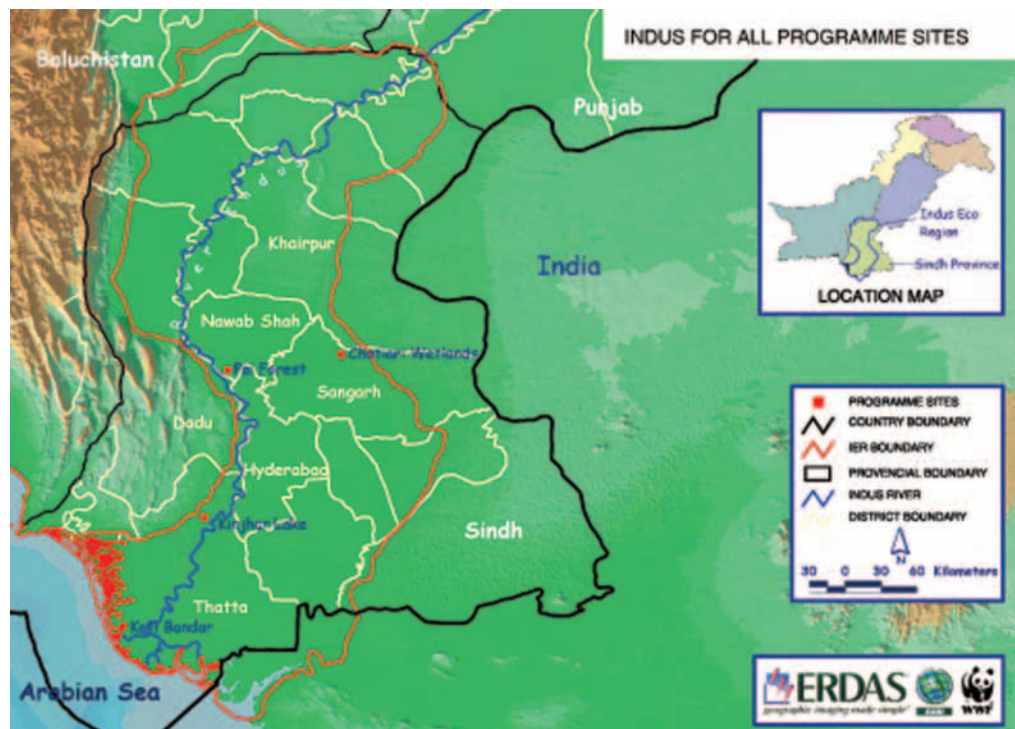 INDUS FOR ALL PROGRAMME SITES
Baluchistan
Punjab
India
Khairpur
Nawab Shah
Chotiari Wetlands
Pai Forest
Sangarh
Dadu
Hyderabad
Kinjhar Lake
Sindh
Thatta
Keti Bandar
Arabian Sea
Indus Eco
Region
Sindh Province
LOCATION MAP
PROGRAMME SITES
COUNTRY BOUNDARY
IER BOUNDARY
PROVENCIAL BOUNDARY
INDUS RIVER
DISTRICT BOUNDARY
N
30 0 30 60 Kilometers
ERDAS
geographic imaging made simple
WWF